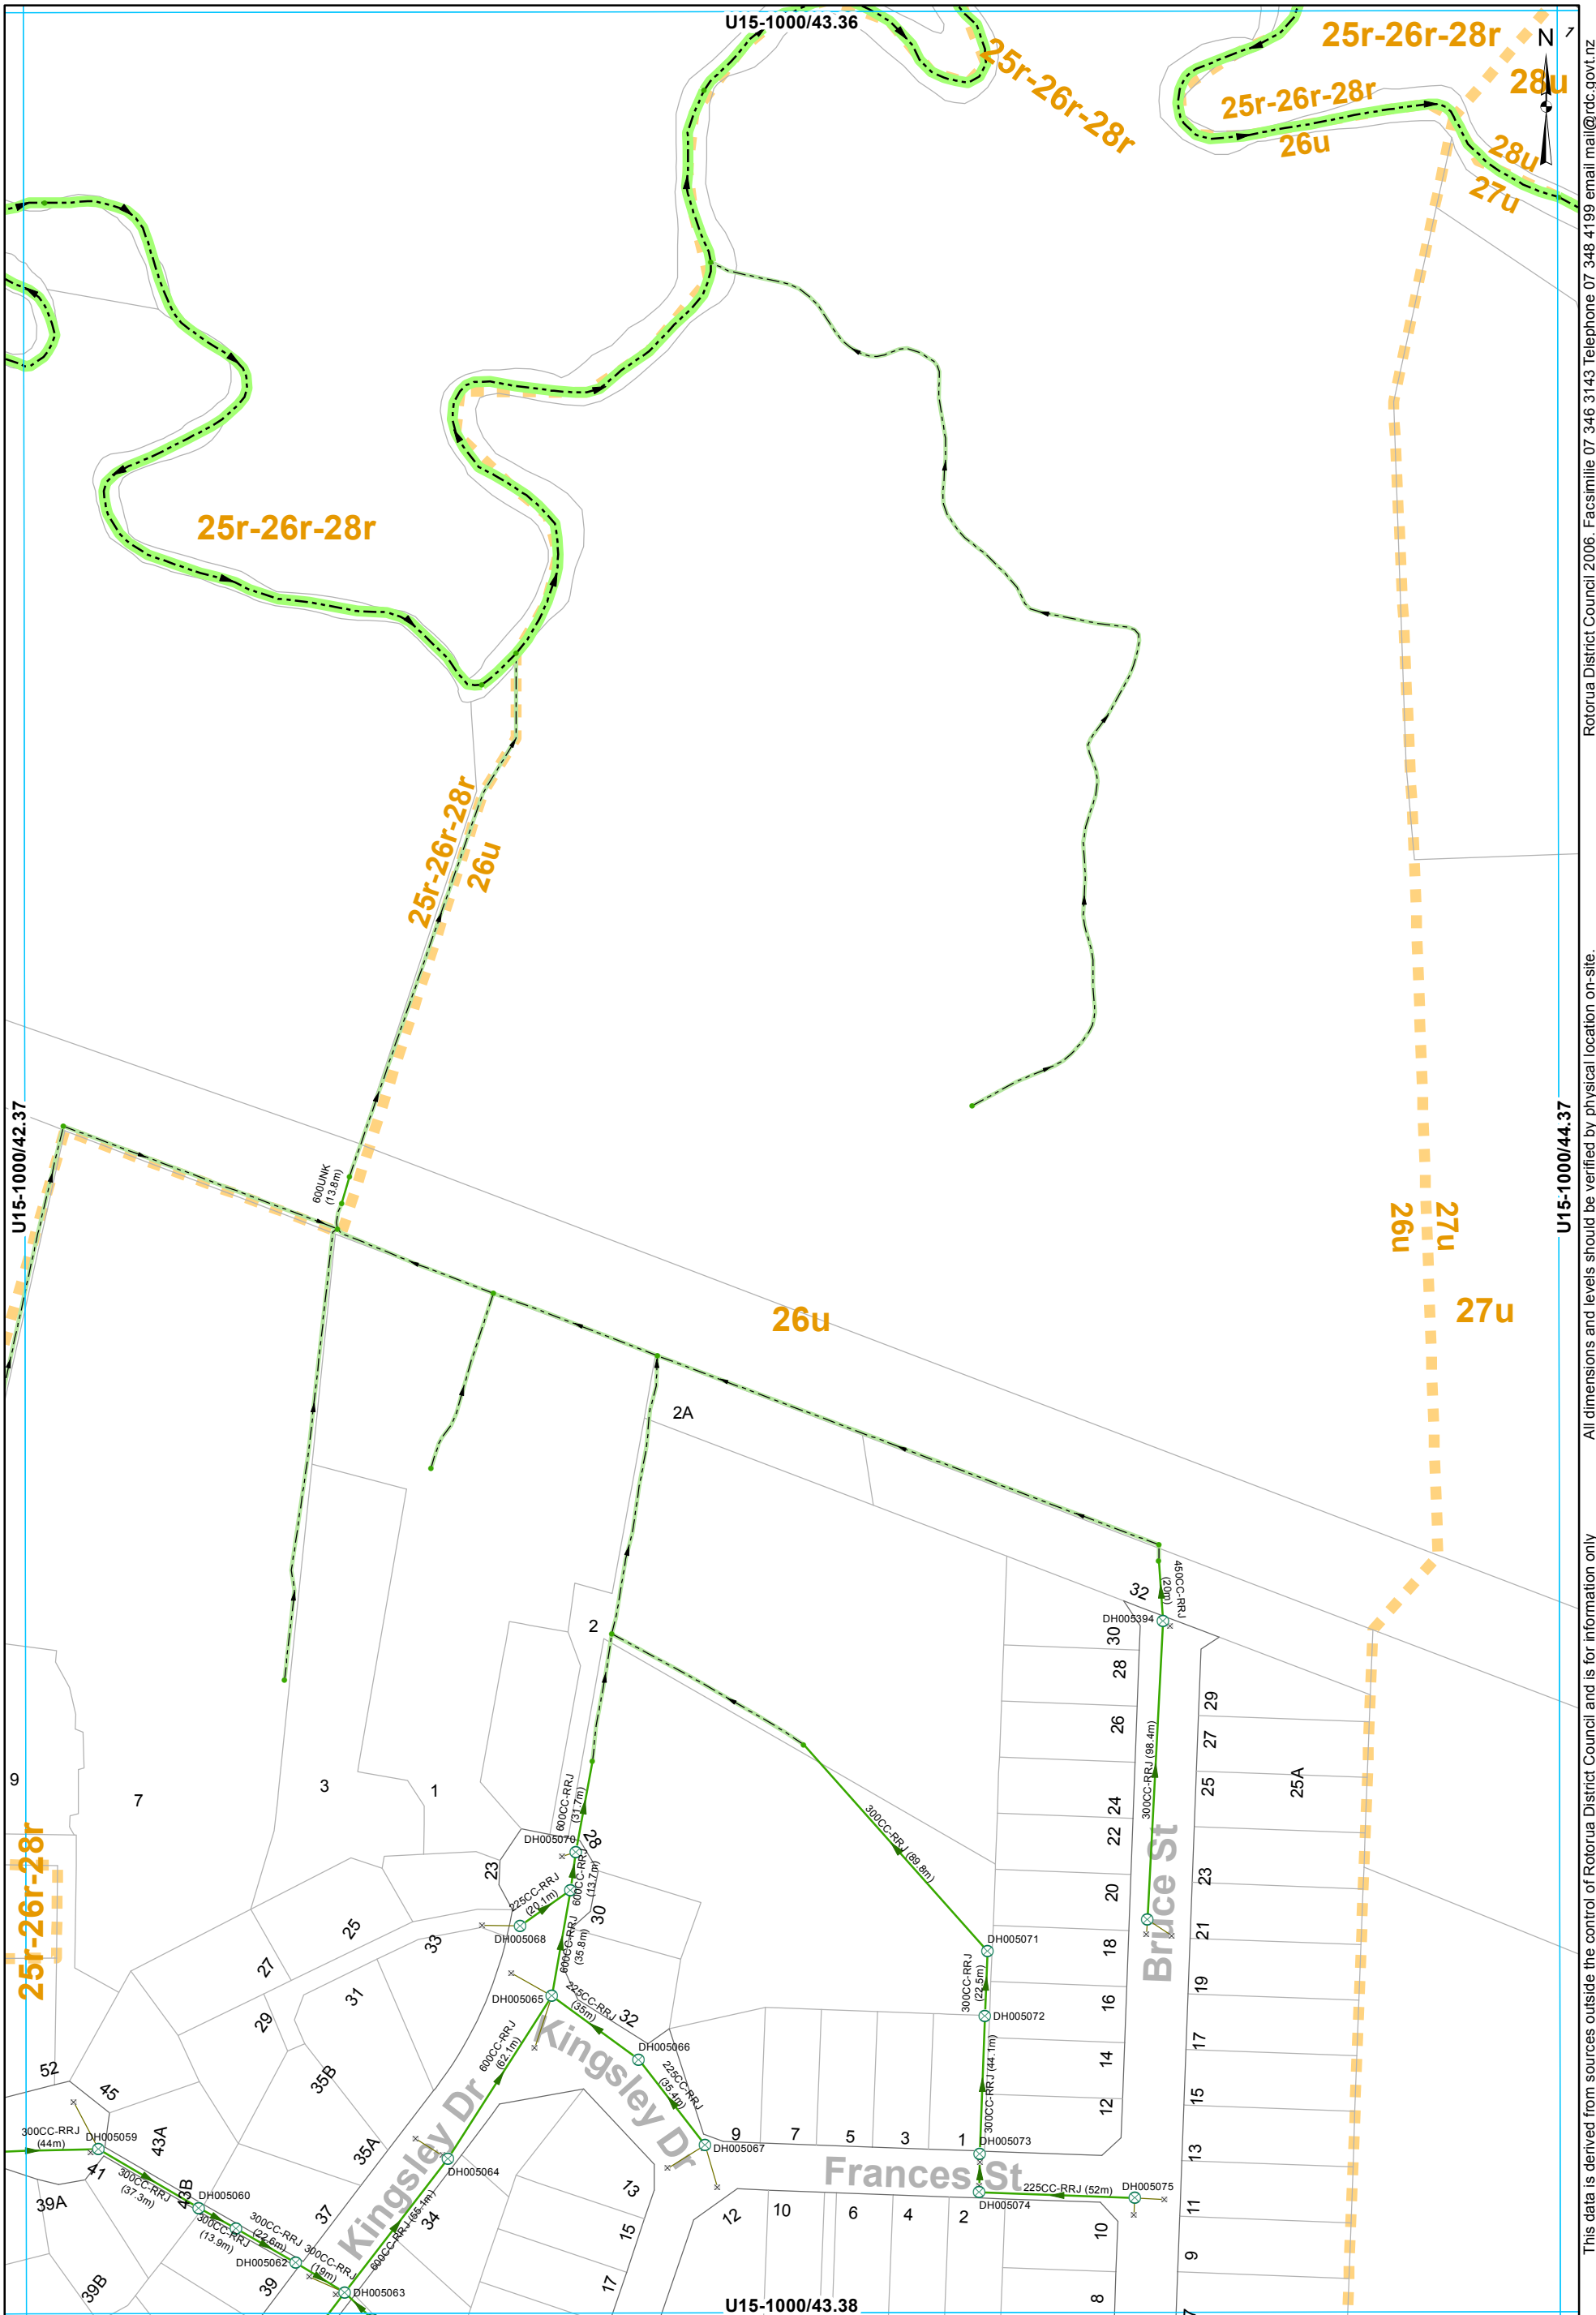 U15-1000/43.36
25r-26r-28r
N
28u
25r-26r-28r
25r-26r-28r
26u
28u
27u
25r-26r-28r
25r-26r-28r
26u
U15-1000/42.37
U15-1000/44.37
600UNK
(13.8m)
26u
27u
26u
27u
2A
450CC-RRJ
(20m)
32
DH005394
30
28
26
24
22
20
18
16
14
12
29
27
25
25A
23
21
19
17
15
13
11
9
7
300CC-RRJ (98.4m)
Bruce St
2
9
7
3
1
25r-26r-28r
600CC-RRJ
(31.7m)
DH005070
28
600CC-RRJ
(13.7m)
23
225CC-RRJ
(20.1m)
DH005068
30
600CC-RRJ
(35.8m)
300CC-RRJ (89.8m)
DH005071
300CC-RRJ
(22.5m)
DH005072
300CC-RRJ (44.1m)
DH005073
25
27
33
31
29
35B
35A
DH005065
225CC-RRJ
(35m)
32
DH005066
225CC-RRJ
(35.4m)
DH005067
Kingsley Dr
600CC-RRJ
(62.1m)
Kingsley Dr
DH005064
600CC-RRJ (55.1m)
34
37
52
45
300CC-RRJ
(44m)
DH005059
43A
41
300CC-RRJ
(37.3m)
43B
DH005060
39A
300CC-RRJ
(13.9m)
300CC-RRJ
(22.6m)
DH005062
300CC-RRJ
(19m)
DH005063
39
39B
13
15
17
9
7
5
3
1
Frances St
225CC-RRJ (52m)
DH005075
DH005074
12
10
6
4
2
10
8
U15-1000/43.38
Rotorua District Council 2006. Facsimilie 07 346 3143 Telephone 07 348 4199 email mail@rdc.govt.nz
All dimensions and levels should be verified by physical location on-site.
This data is derived from sources outside the control of Rotorua District Council and is for information only